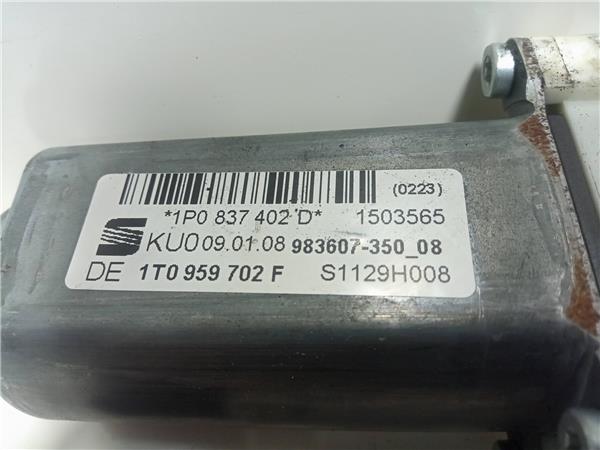 (0223)
*1P0 837 402 D* 1503565
KU0 09.01.08 983607-350_08
DE 1T0 959 702 F S1129H008